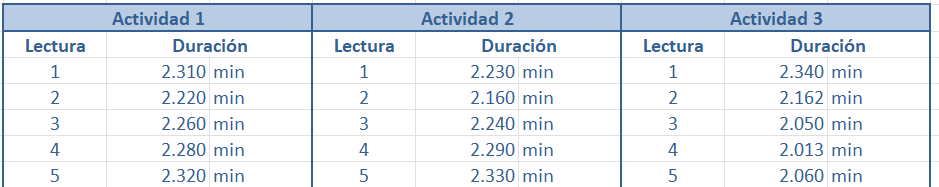 Actividad 1 Actividad 2 Actividad 3
Lectura Duración Lectura Duración Lectura Duración
1 2.310 min 1 2.230 min 1 2.340 min
2 2.220 min 2 2.160 min 2 2.162 min
3 2.260 min 3 2.240 min 3 2.050 min
4 2.280 min 4 2.290 min 4 2.013 min
5 2.320 min 5 2.330 min 5 2.060 min